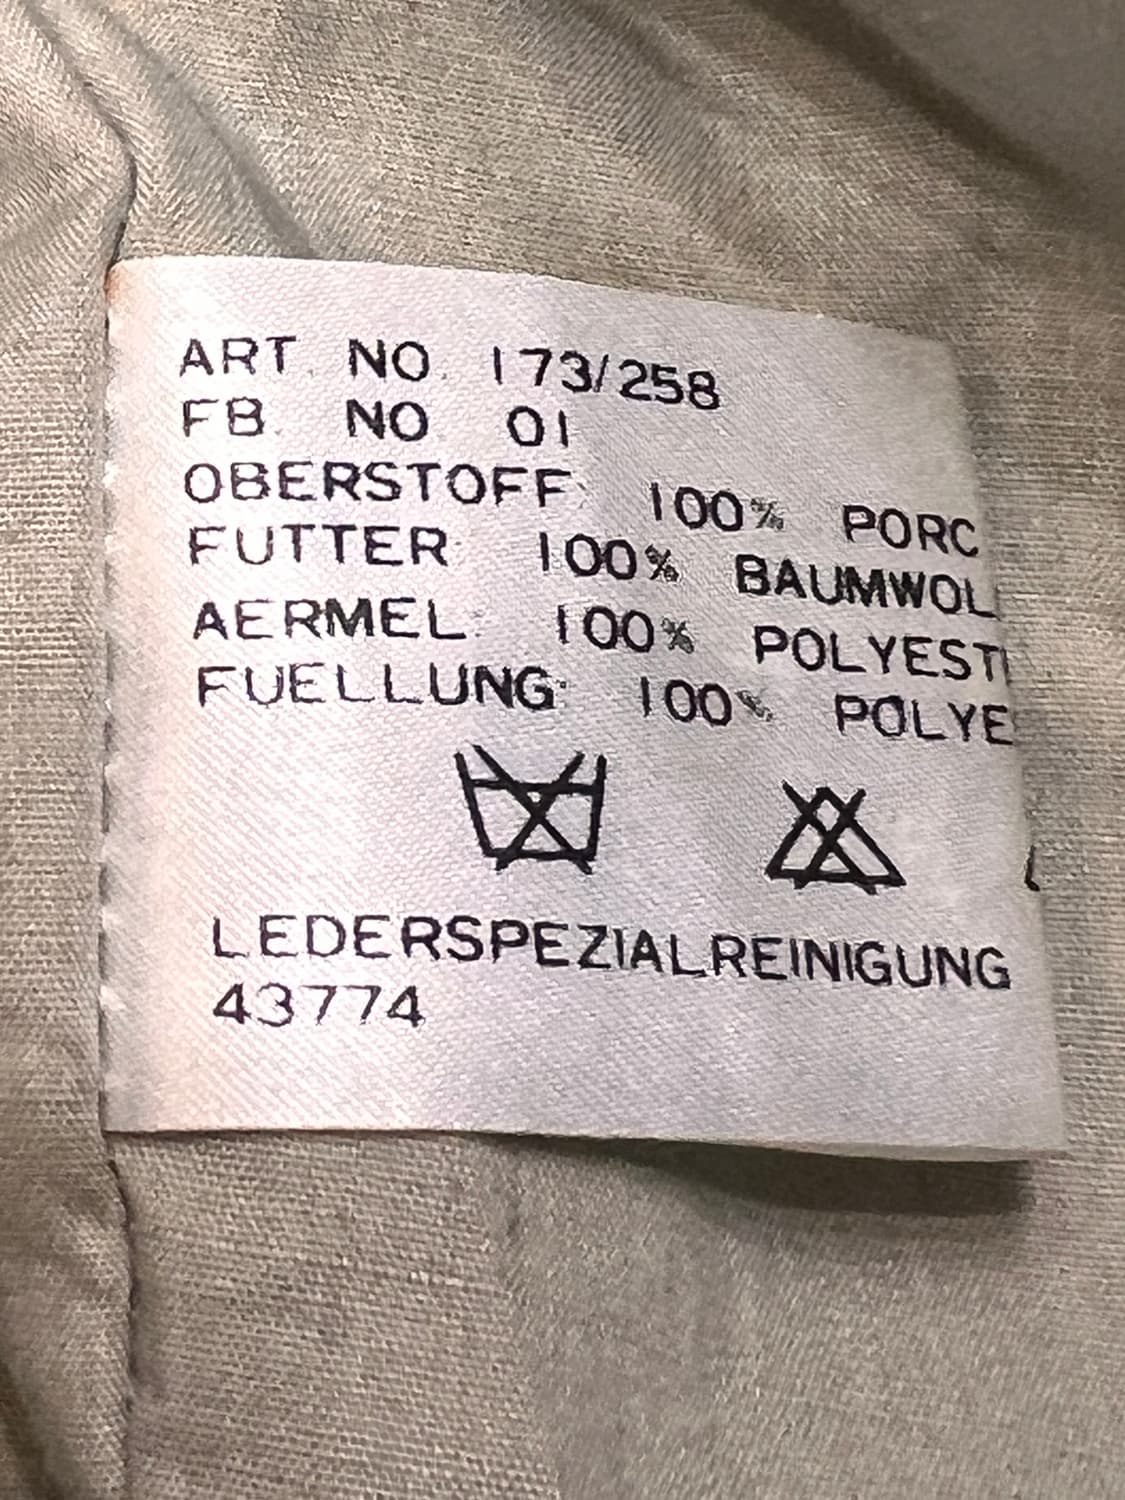 ART. NO. 173/258
FB. NO 01
OBERSTOFF: 100% PORC
FUTTER: 100% BAUMWOL
AERMEL: 100% POLYEST
FUELLUNG: 100% POLYE
LEDERSPEZIALREINIGUNG
43774